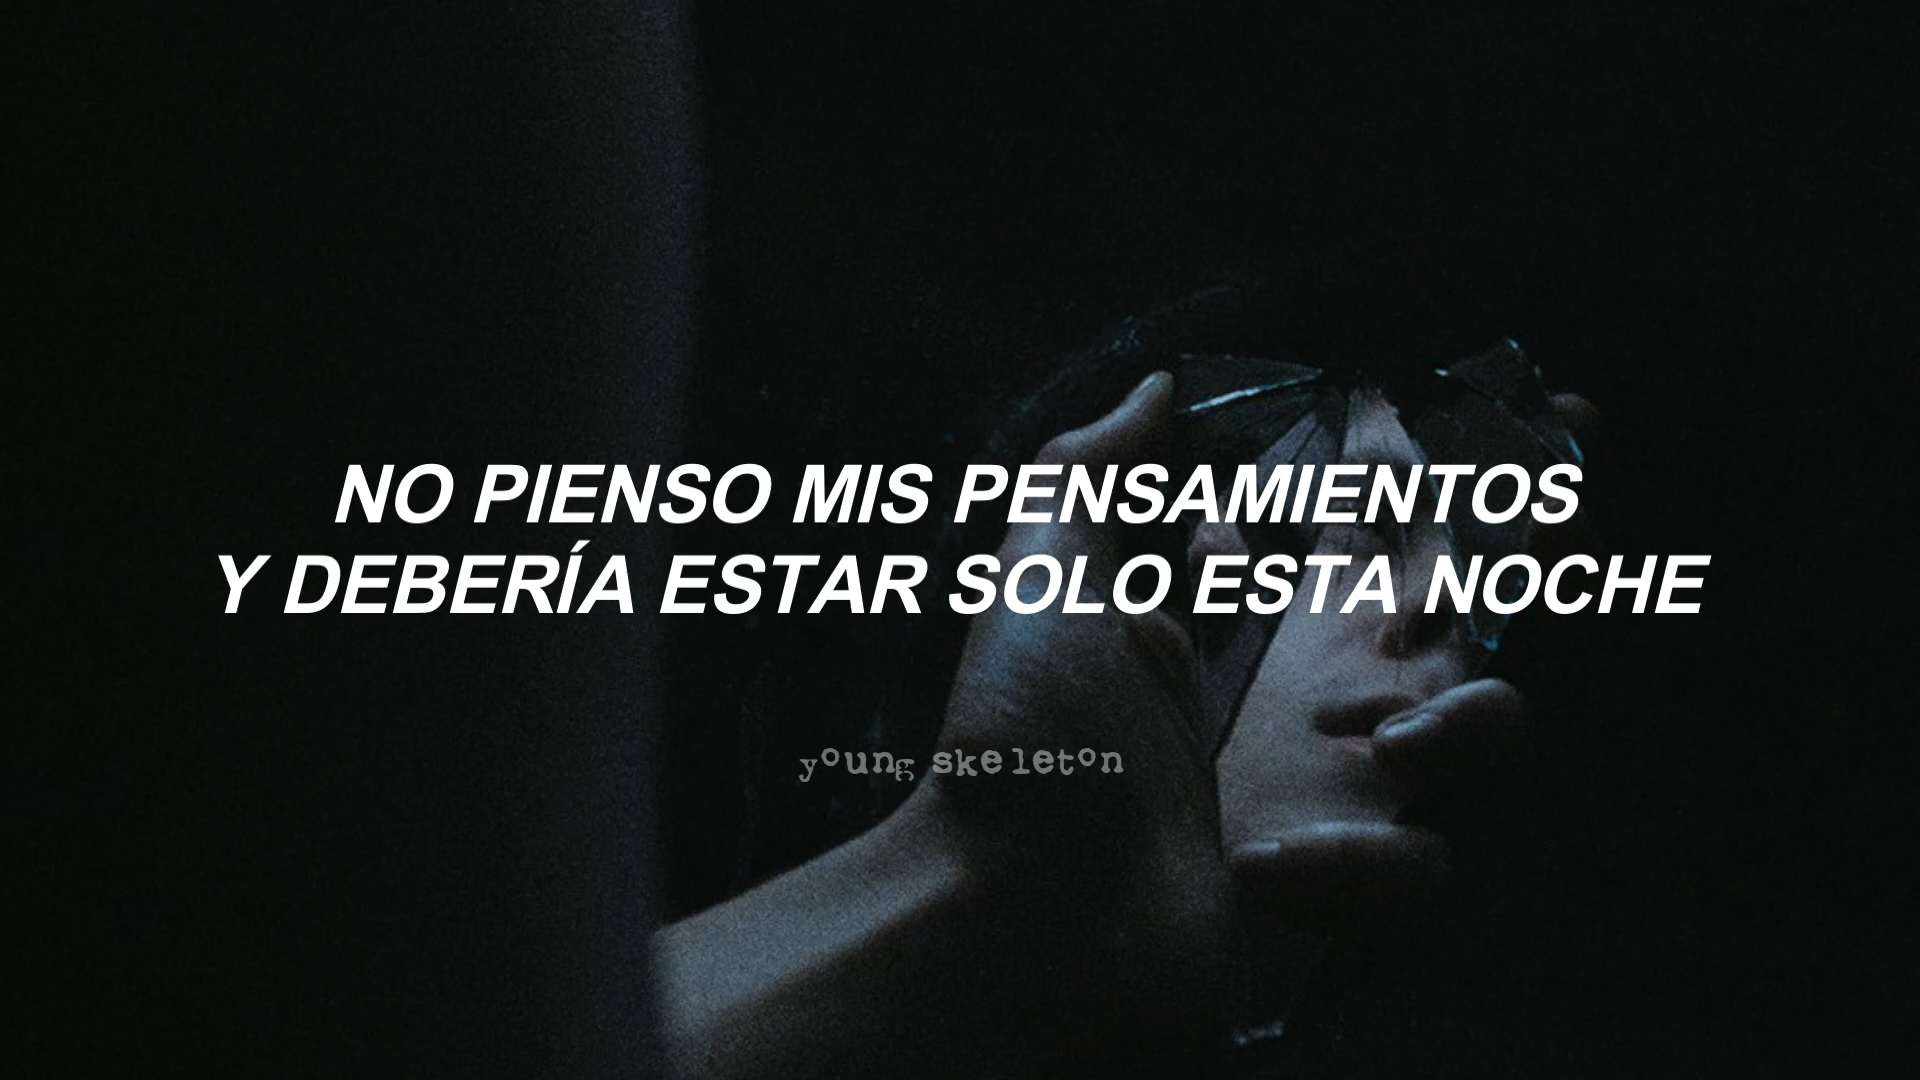 NO PIENSO MIS PENSAMIENTOS
Y DEBERÍA ESTAR SOLO ESTA NOCHE
young skeleton